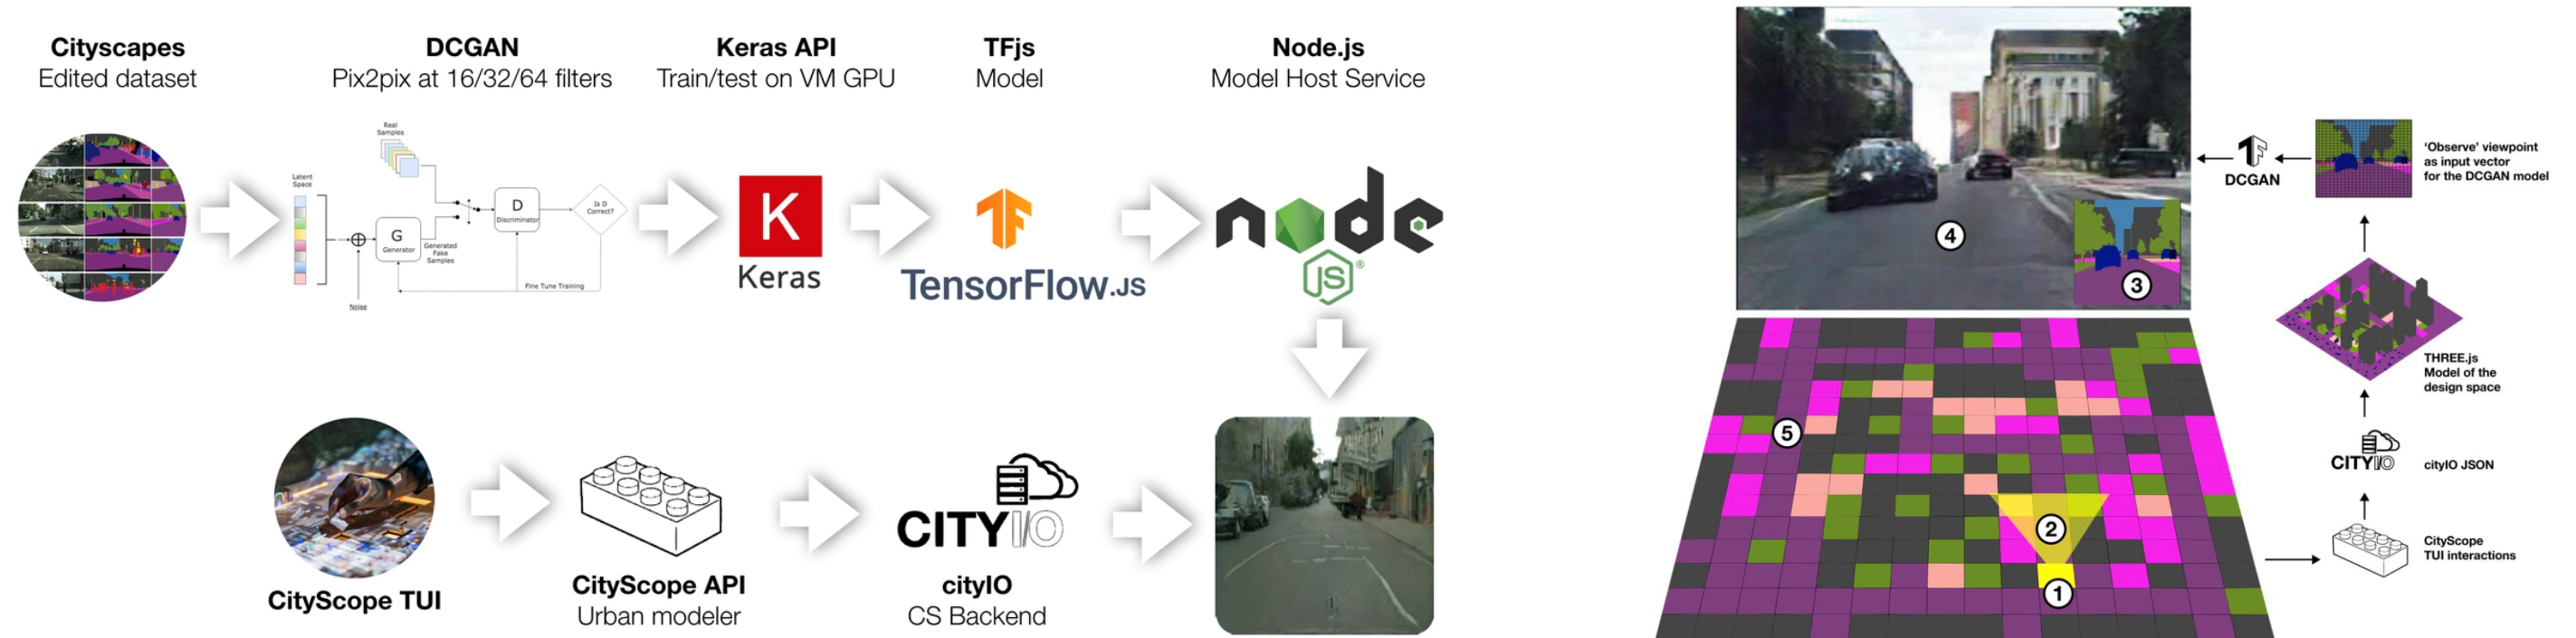 Cityscapes
Edited dataset
DCGAN
Pix2pix at 16/32/64 filters
Keras API
Train/test on VM GPU
TFjs
Model
Node.js
Model Host Service
Real
Samples
Latent
Space
G
Generator
Generated
Fake
Samples
D
Discriminator
Is D
Correct?
Fine Tune Training
Noise
K
Keras
TensorFlow.JS
node
JS®
CityScope TUI
CityScope API
Urban modeler
CITYI/O
cityIO
CS Backend
4
3
5
2
1
DCGAN
'Observe' viewpoint
as input vector
for the DCGAN model
THREE.js
Model of the
design space
CITYI/O
cityIO JSON
CityScope
TUI interactions